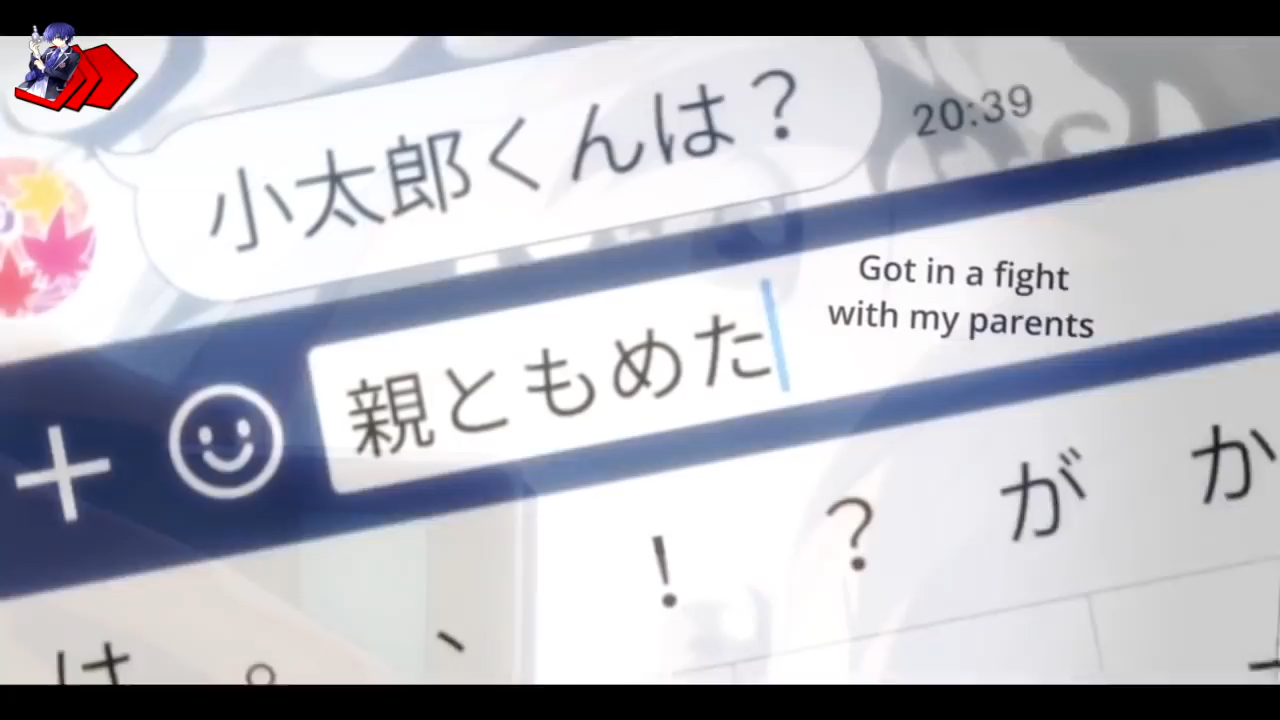 小太郎くんは？
20:39
Got in a fight
with my parents
親ともめた
！ ？ が か
は 。 、